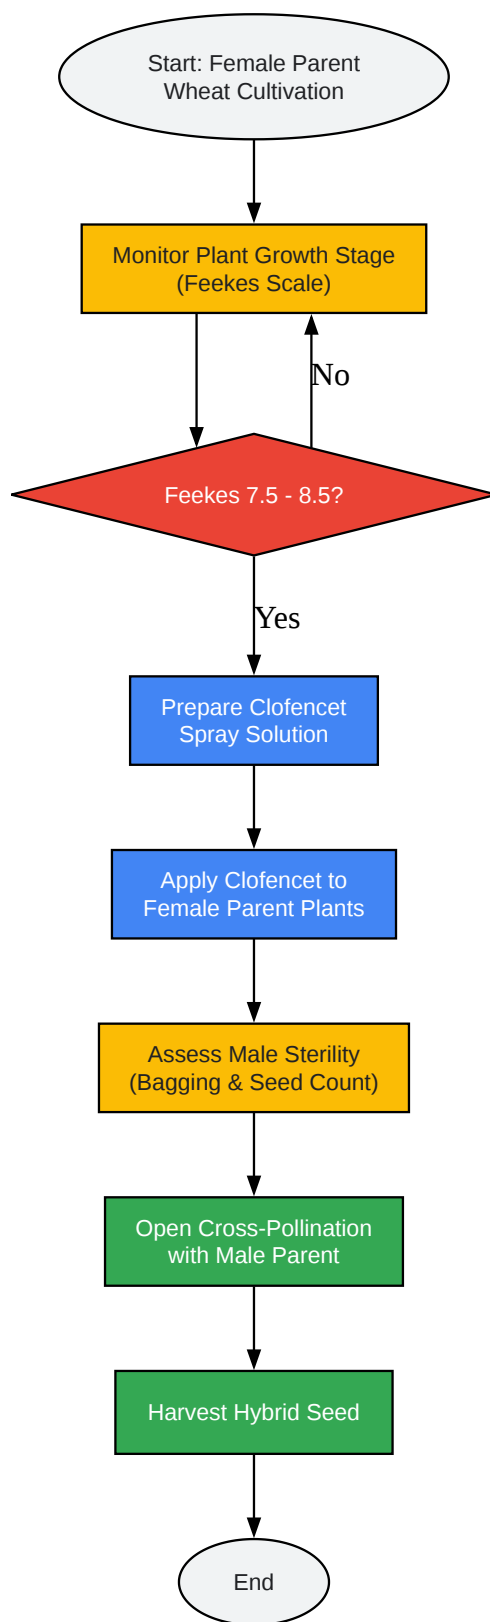 Start: Female Parent
Wheat Cultivation
Monitor Plant Growth Stage
(Feekes Scale)
No
Feekes 7.5 - 8.5?
Yes
Prepare Clofencet
Spray Solution
Apply Clofencet to
Female Parent Plants
Assess Male Sterility
(Bagging & Seed Count)
Open Cross-Pollination
with Male Parent
Harvest Hybrid Seed
End